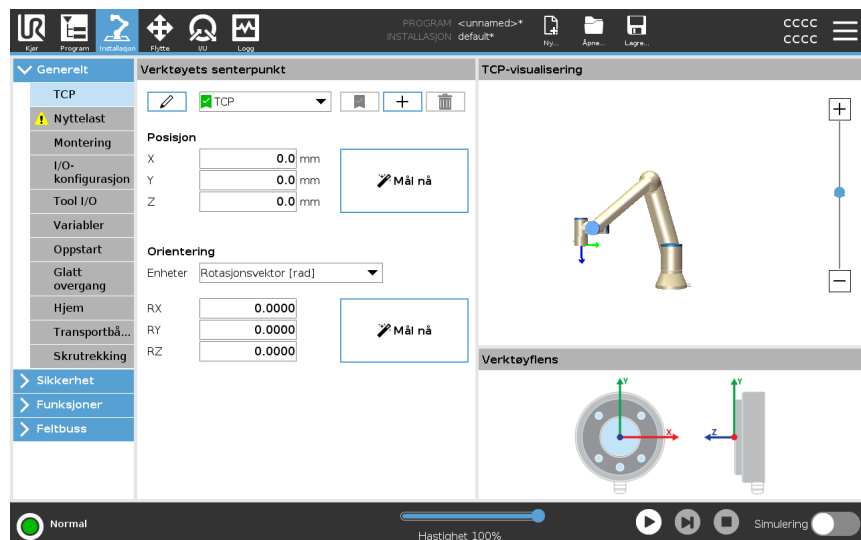 PROGRAM <unnamed>*
INSTALLASJON default*
CCCC
CCCC
Kjør
Program
Installasjon
Flytte
I/U
Logg
Ny...
Åpne...
Lagre...
Generelt
TCP
Nyttelast
Montering
I/O-
konfigurasjon
Tool I/O
Variabler
Oppstart
Glatt
overgang
Hjem
Transportbå...
Skrutrekking
Sikkerhet
Funksjoner
Feltbuss
Verktøyets senterpunkt
TCP
Posisjon
X 0.0 mm
Y 0.0 mm
Z 0.0 mm
Mål nå
Orientering
Enheter Rotasjonsvektor [rad]
RX 0.0000
RY 0.0000
RZ 0.0000
Mål nå
TCP-visualisering
Verktøyflens
Y
X
Y
Z
Normal
Hastighet 100%
Simulering